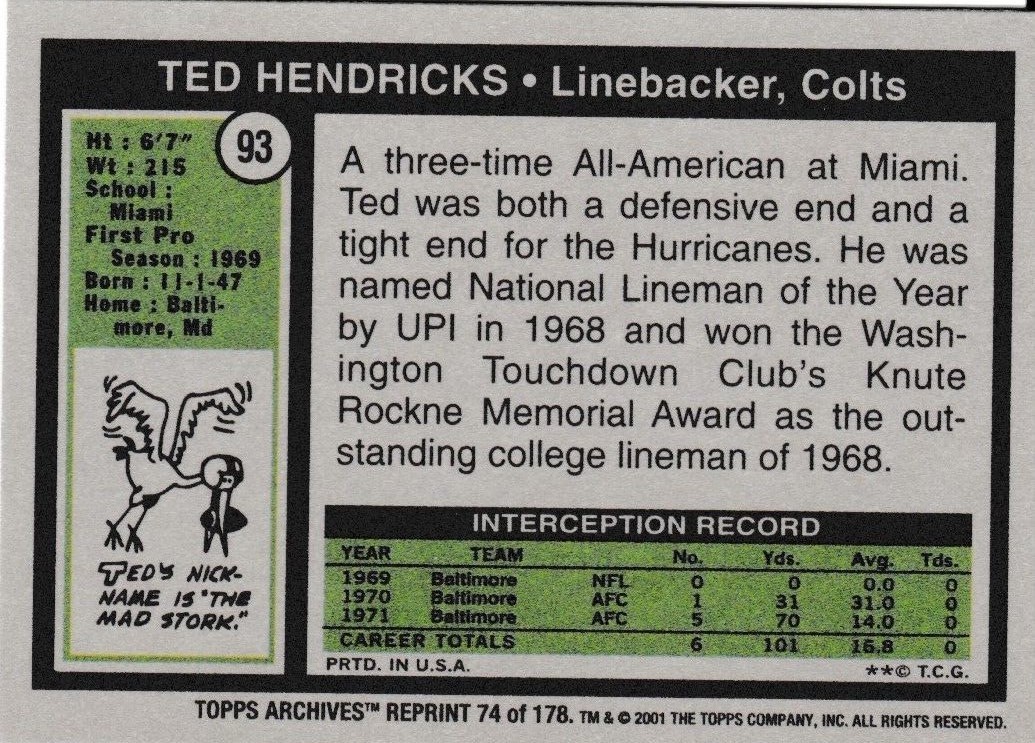 TED HENDRICKS • Linebacker, Colts
93
Ht : 6'7"
Wt : 215
School :
Miami
First Pro
Season : 1969
Born : 11-1-47
Home : Balti-
more, Md
TED'S NICK-
NAME IS "THE
MAD STORK."
A three-time All-American at Miami.
Ted was both a defensive end and a
tight end for the Hurricanes. He was
named National Lineman of the Year
by UPI in 1968 and won the Wash-
ington Touchdown Club's Knute
Rockne Memorial Award as the out-
standing college lineman of 1968.
INTERCEPTION RECORD
YEAR TEAM No. Yds. Avg. Tds.
1969 Baltimore NFL 0 0 0.0 0
1970 Baltimore AFC 1 31 31.0 0
1971 Baltimore AFC 5 70 14.0 0
CAREER TOTALS 6 101 16.8 0
PRTD. IN U.S.A. **© T.C.G.
TOPPS ARCHIVES™ REPRINT 74 of 178. TM & © 2001 THE TOPPS COMPANY, INC. ALL RIGHTS RESERVED.